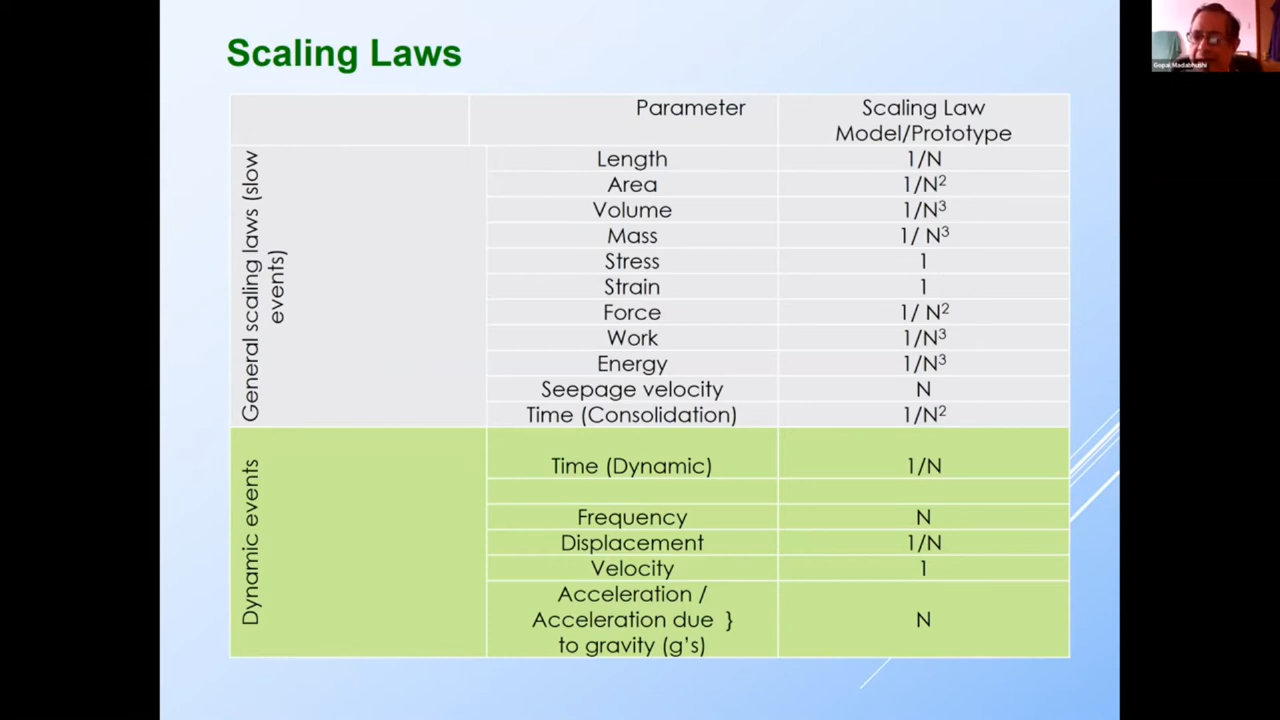 Scaling Laws
Gopal Madabhushi
Parameter
Scaling Law
Model/Prototype
General scaling laws (slow
events)
Length 1/N
Area 1/N²
Volume 1/N³
Mass 1/ N³
Stress 1
Strain 1
Force 1/ N²
Work 1/N³
Energy 1/N³
Seepage velocity N
Time (Consolidation) 1/N²
Dynamic events
Time (Dynamic) 1/N
Frequency N
Displacement 1/N
Velocity 1
Acceleration /
Acceleration due } N
to gravity (g's)